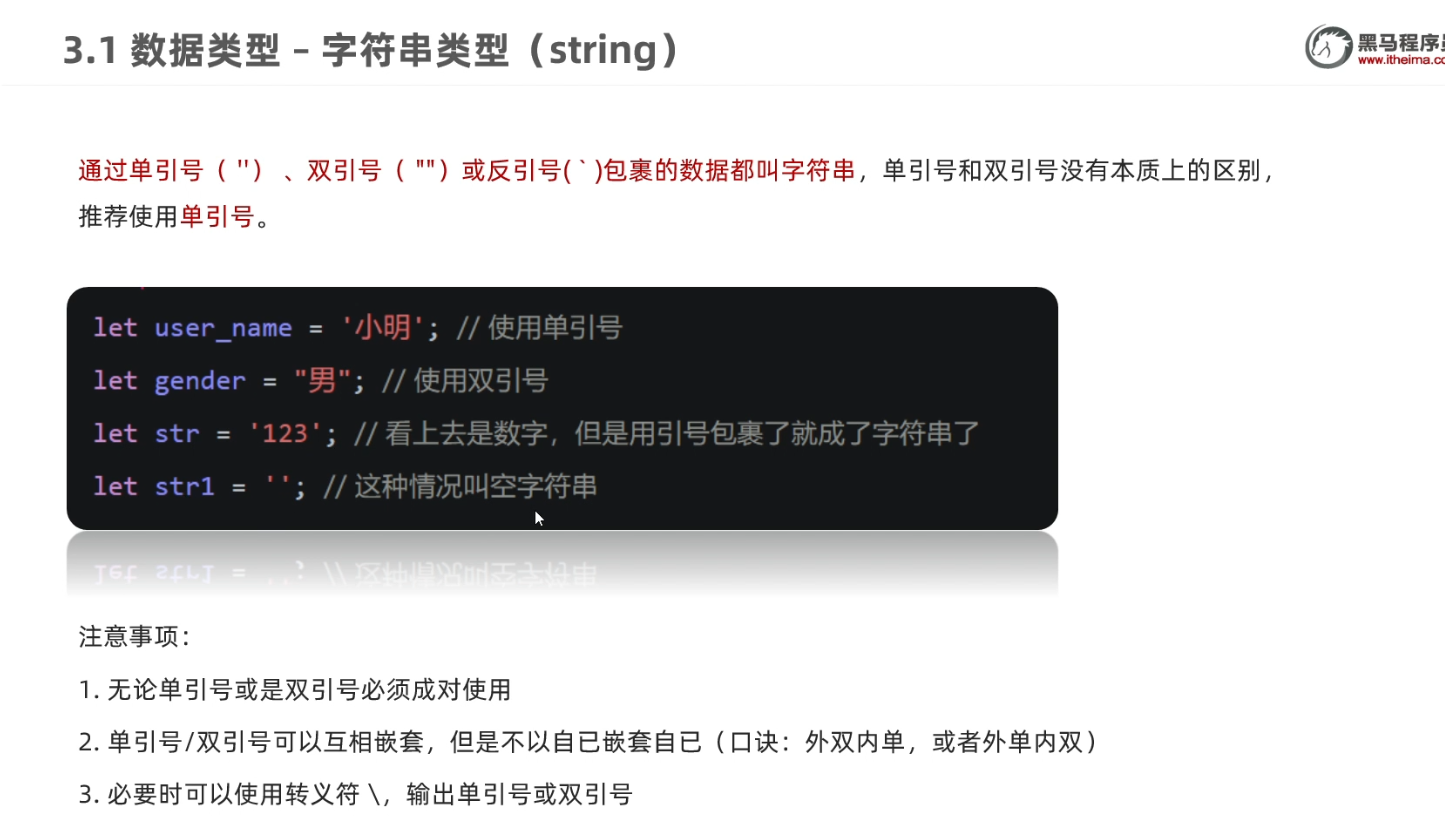 3.1 数据类型 – 字符串类型（string）
黑马程序员
www.itheima.co
通过单引号（ ''） 、双引号（ ""）或反引号( ` )包裹的数据都叫字符串，单引号和双引号没有本质上的区别，
推荐使用单引号。
let user_name = '小明'; // 使用单引号
let gender = "男"; // 使用双引号
let str = '123'; // 看上去是数字，但是用引号包裹了就成了字符串了
let str1 = ''; // 这种情况叫空字符串
注意事项：
1. 无论单引号或是双引号必须成对使用
2. 单引号/双引号可以互相嵌套，但是不以自已嵌套自已（口诀：外双内单，或者外单内双）
3. 必要时可以使用转义符 \，输出单引号或双引号